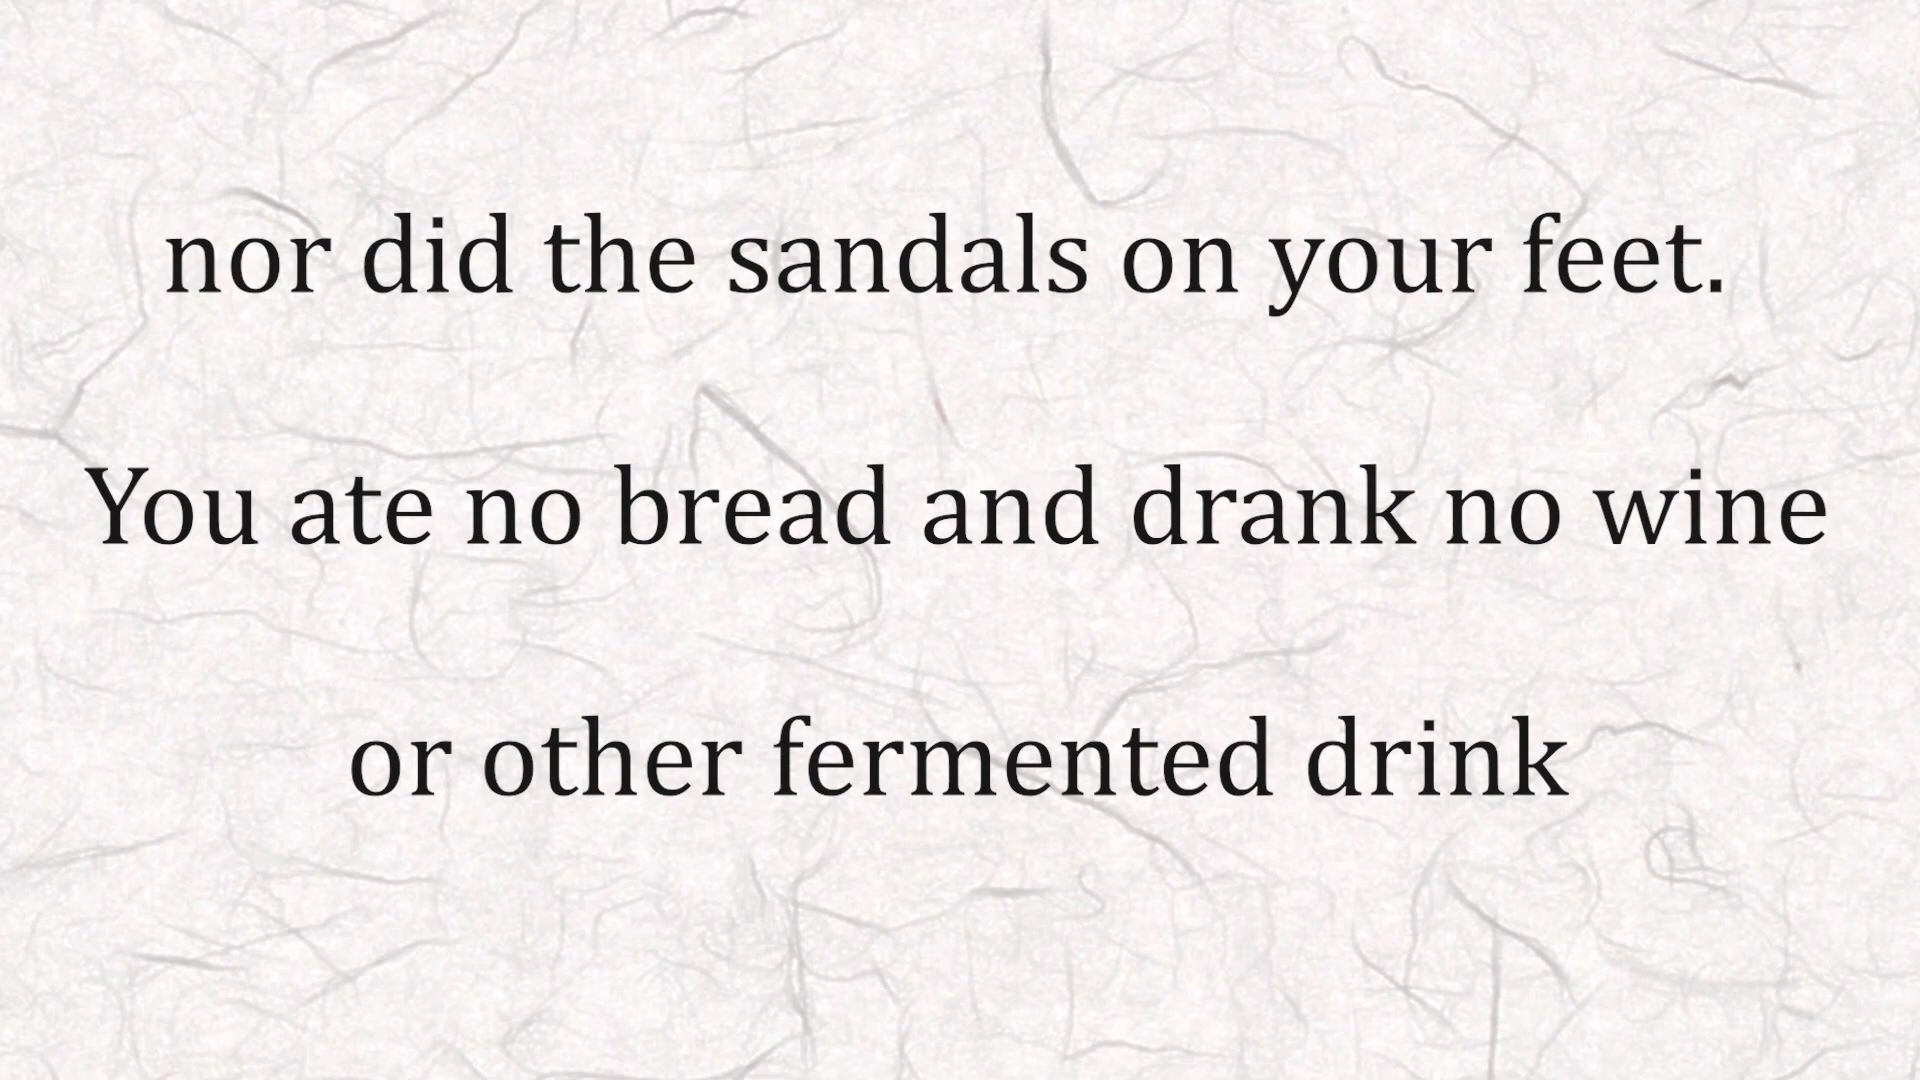 nor did the sandals on your feet.
You ate no bread and drank no wine
or other fermented drink